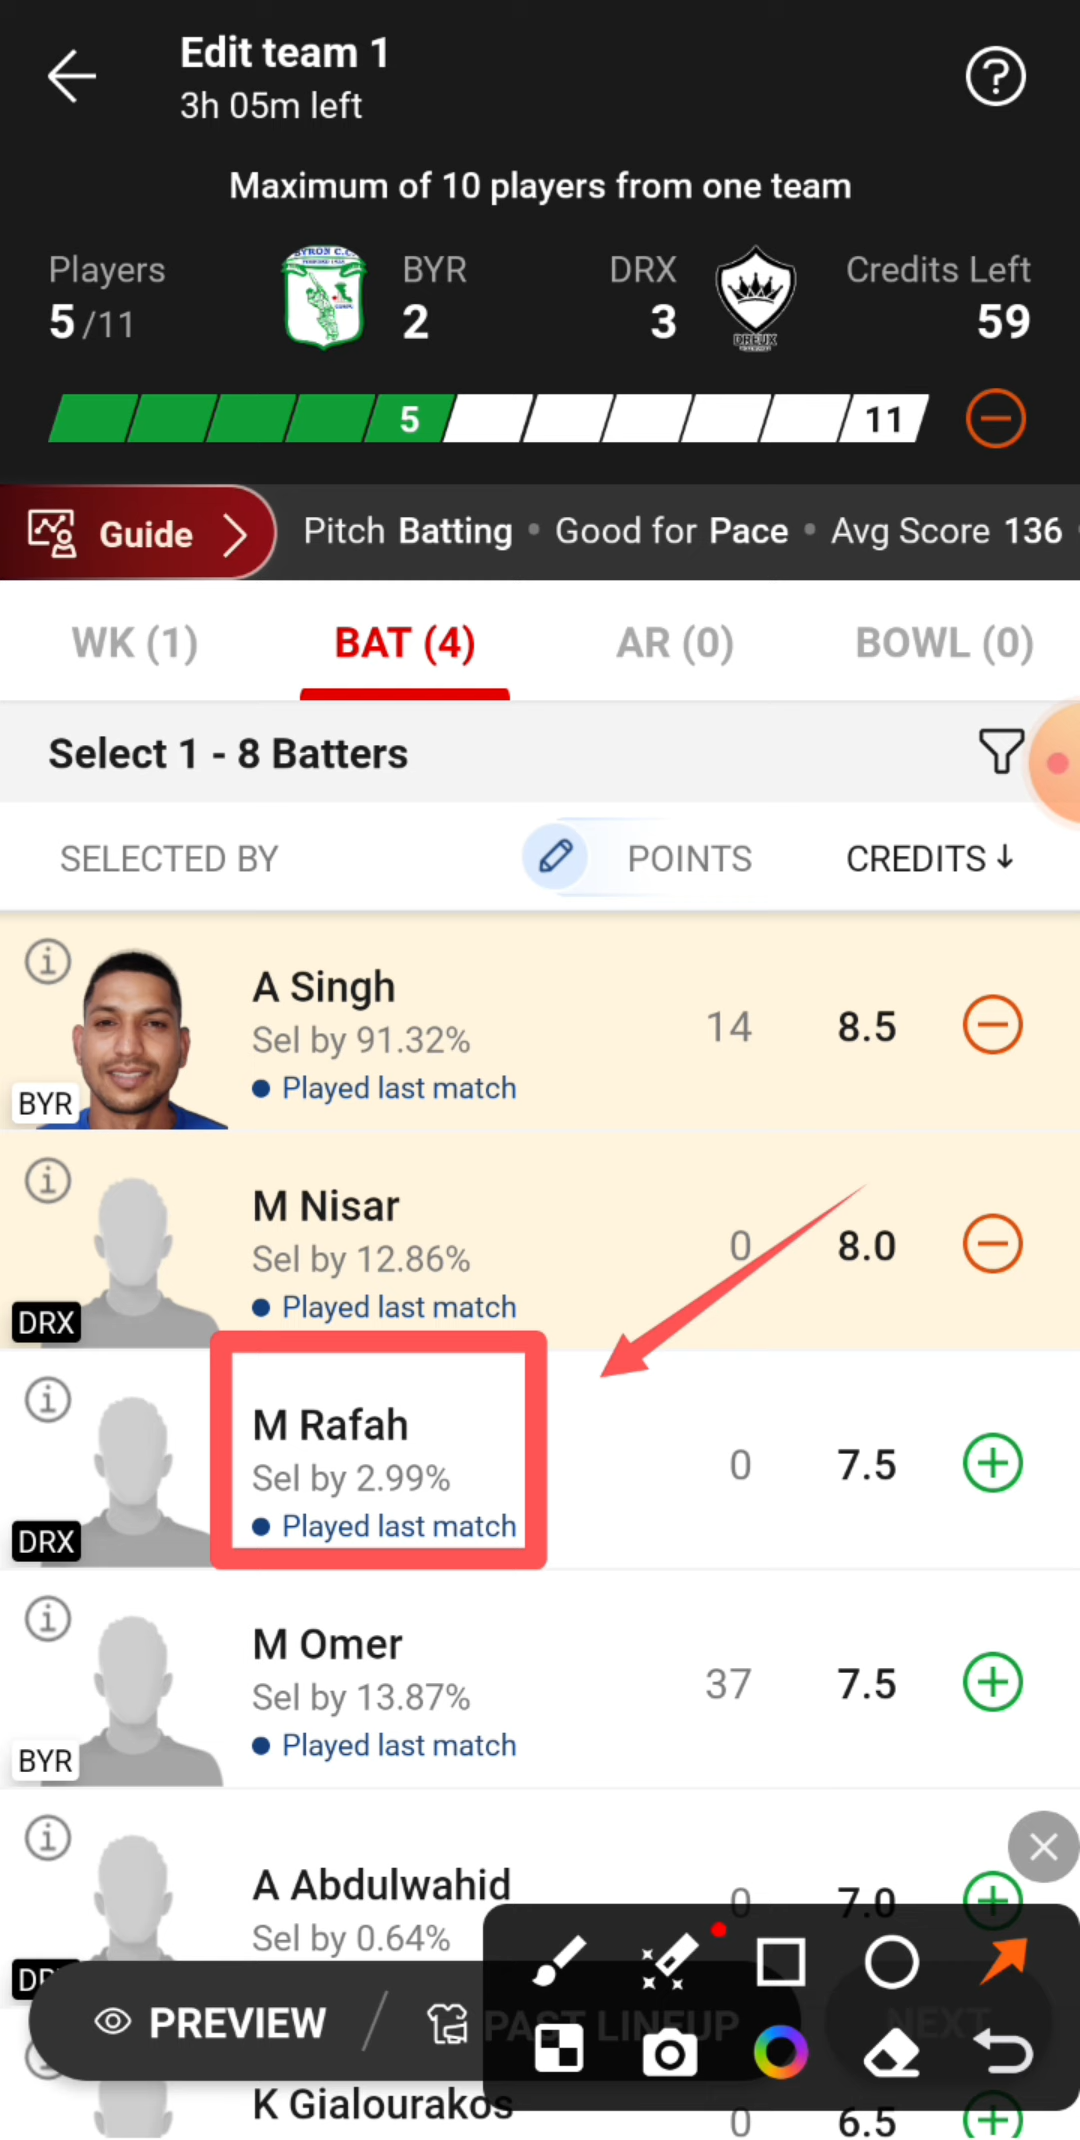 Edit team 1
3h 05m left
Maximum of 10 players from one team
Players
5 /11
BYR
2
DRX
3
Credits Left
59
BYRON C.C.
DREUX
5
11
Guide
Pitch Batting • Good for Pace • Avg Score 136
WK (1)
BAT (4)
AR (0)
BOWL (0)
Select 1 - 8 Batters
SELECTED BY
POINTS
CREDITS ↓
A Singh
Sel by 91.32%
Played last match
BYR
14
8.5
M Nisar
Sel by 12.86%
Played last match
DRX
0
8.0
M Rafah
Sel by 2.99%
Played last match
DRX
0
7.5
M Omer
Sel by 13.87%
Played last match
BYR
37
7.5
A Abdulwahid
Sel by 0.64%
0
7.0
PREVIEW
PAST LINEUP
NEXT
K Gialourakos
0
6.5